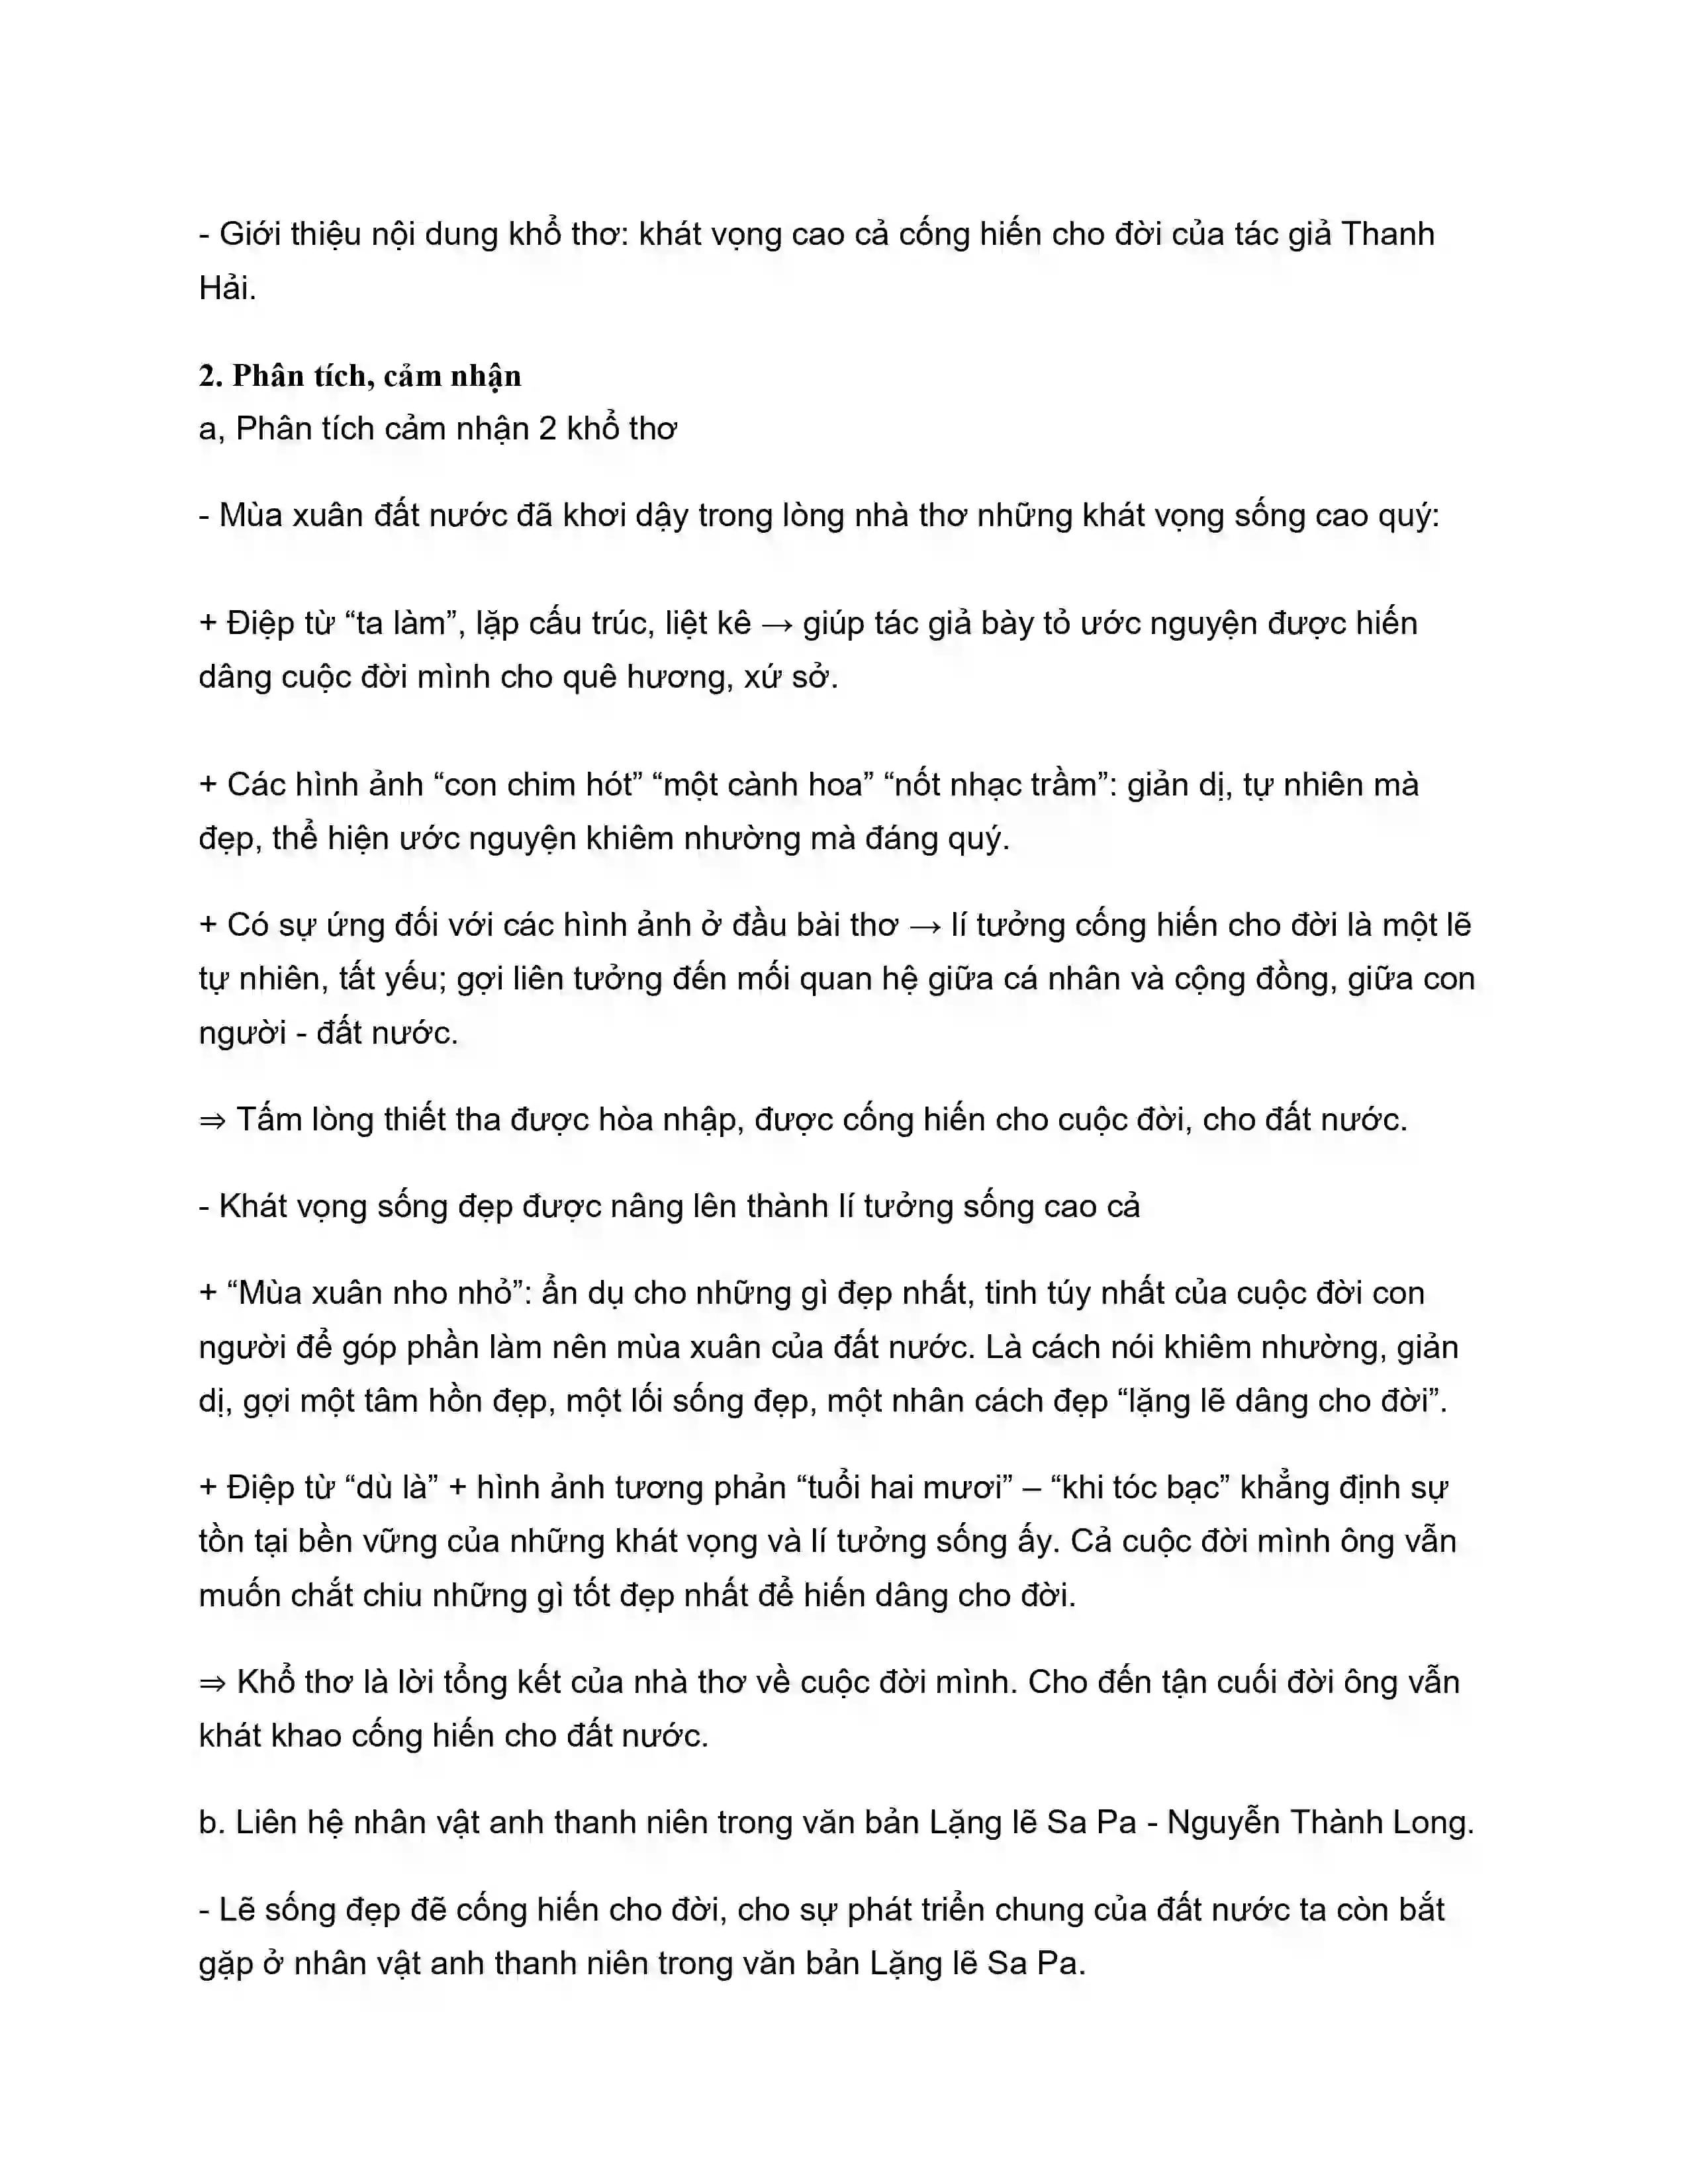 - Giới thiệu nội dung khổ thơ: khát vọng cao cả cống hiến cho đời của tác giả Thanh
Hải.
2. Phân tích, cảm nhận
a, Phân tích cảm nhận 2 khổ thơ
- Mùa xuân đất nước đã khơi dậy trong lòng nhà thơ những khát vọng sống cao quý:
+ Điệp từ “ta làm”, lặp cấu trúc, liệt kê → giúp tác giả bày tỏ ước nguyện được hiến
dâng cuộc đời mình cho quê hương, xứ sở.
+ Các hình ảnh “con chim hót” “một cành hoa” “nốt nhạc trầm”: giản dị, tự nhiên mà
đẹp, thể hiện ước nguyện khiêm nhường mà đáng quý.
+ Có sự ứng đối với các hình ảnh ở đầu bài thơ → lí tưởng cống hiến cho đời là một lẽ
tự nhiên, tất yếu; gợi liên tưởng đến mối quan hệ giữa cá nhân và cộng đồng, giữa con
người - đất nước.
⇒ Tấm lòng thiết tha được hòa nhập, được cống hiến cho cuộc đời, cho đất nước.
- Khát vọng sống đẹp được nâng lên thành lí tưởng sống cao cả
+ “Mùa xuân nho nhỏ”: ẩn dụ cho những gì đẹp nhất, tinh túy nhất của cuộc đời con
người để góp phần làm nên mùa xuân của đất nước. Là cách nói khiêm nhường, giản
dị, gợi một tâm hồn đẹp, một lối sống đẹp, một nhân cách đẹp “lặng lẽ dâng cho đời”.
+ Điệp từ “dù là” + hình ảnh tương phản “tuổi hai mươi” – “khi tóc bạc” khẳng định sự
tồn tại bền vững của những khát vọng và lí tưởng sống ấy. Cả cuộc đời mình ông vẫn
muốn chắt chiu những gì tốt đẹp nhất để hiến dâng cho đời.
⇒ Khổ thơ là lời tổng kết của nhà thơ về cuộc đời mình. Cho đến tận cuối đời ông vẫn
khát khao cống hiến cho đất nước.
b. Liên hệ nhân vật anh thanh niên trong văn bản Lặng lẽ Sa Pa - Nguyễn Thành Long.
- Lẽ sống đẹp đẽ cống hiến cho đời, cho sự phát triển chung của đất nước ta còn bắt
gặp ở nhân vật anh thanh niên trong văn bản Lặng lẽ Sa Pa.